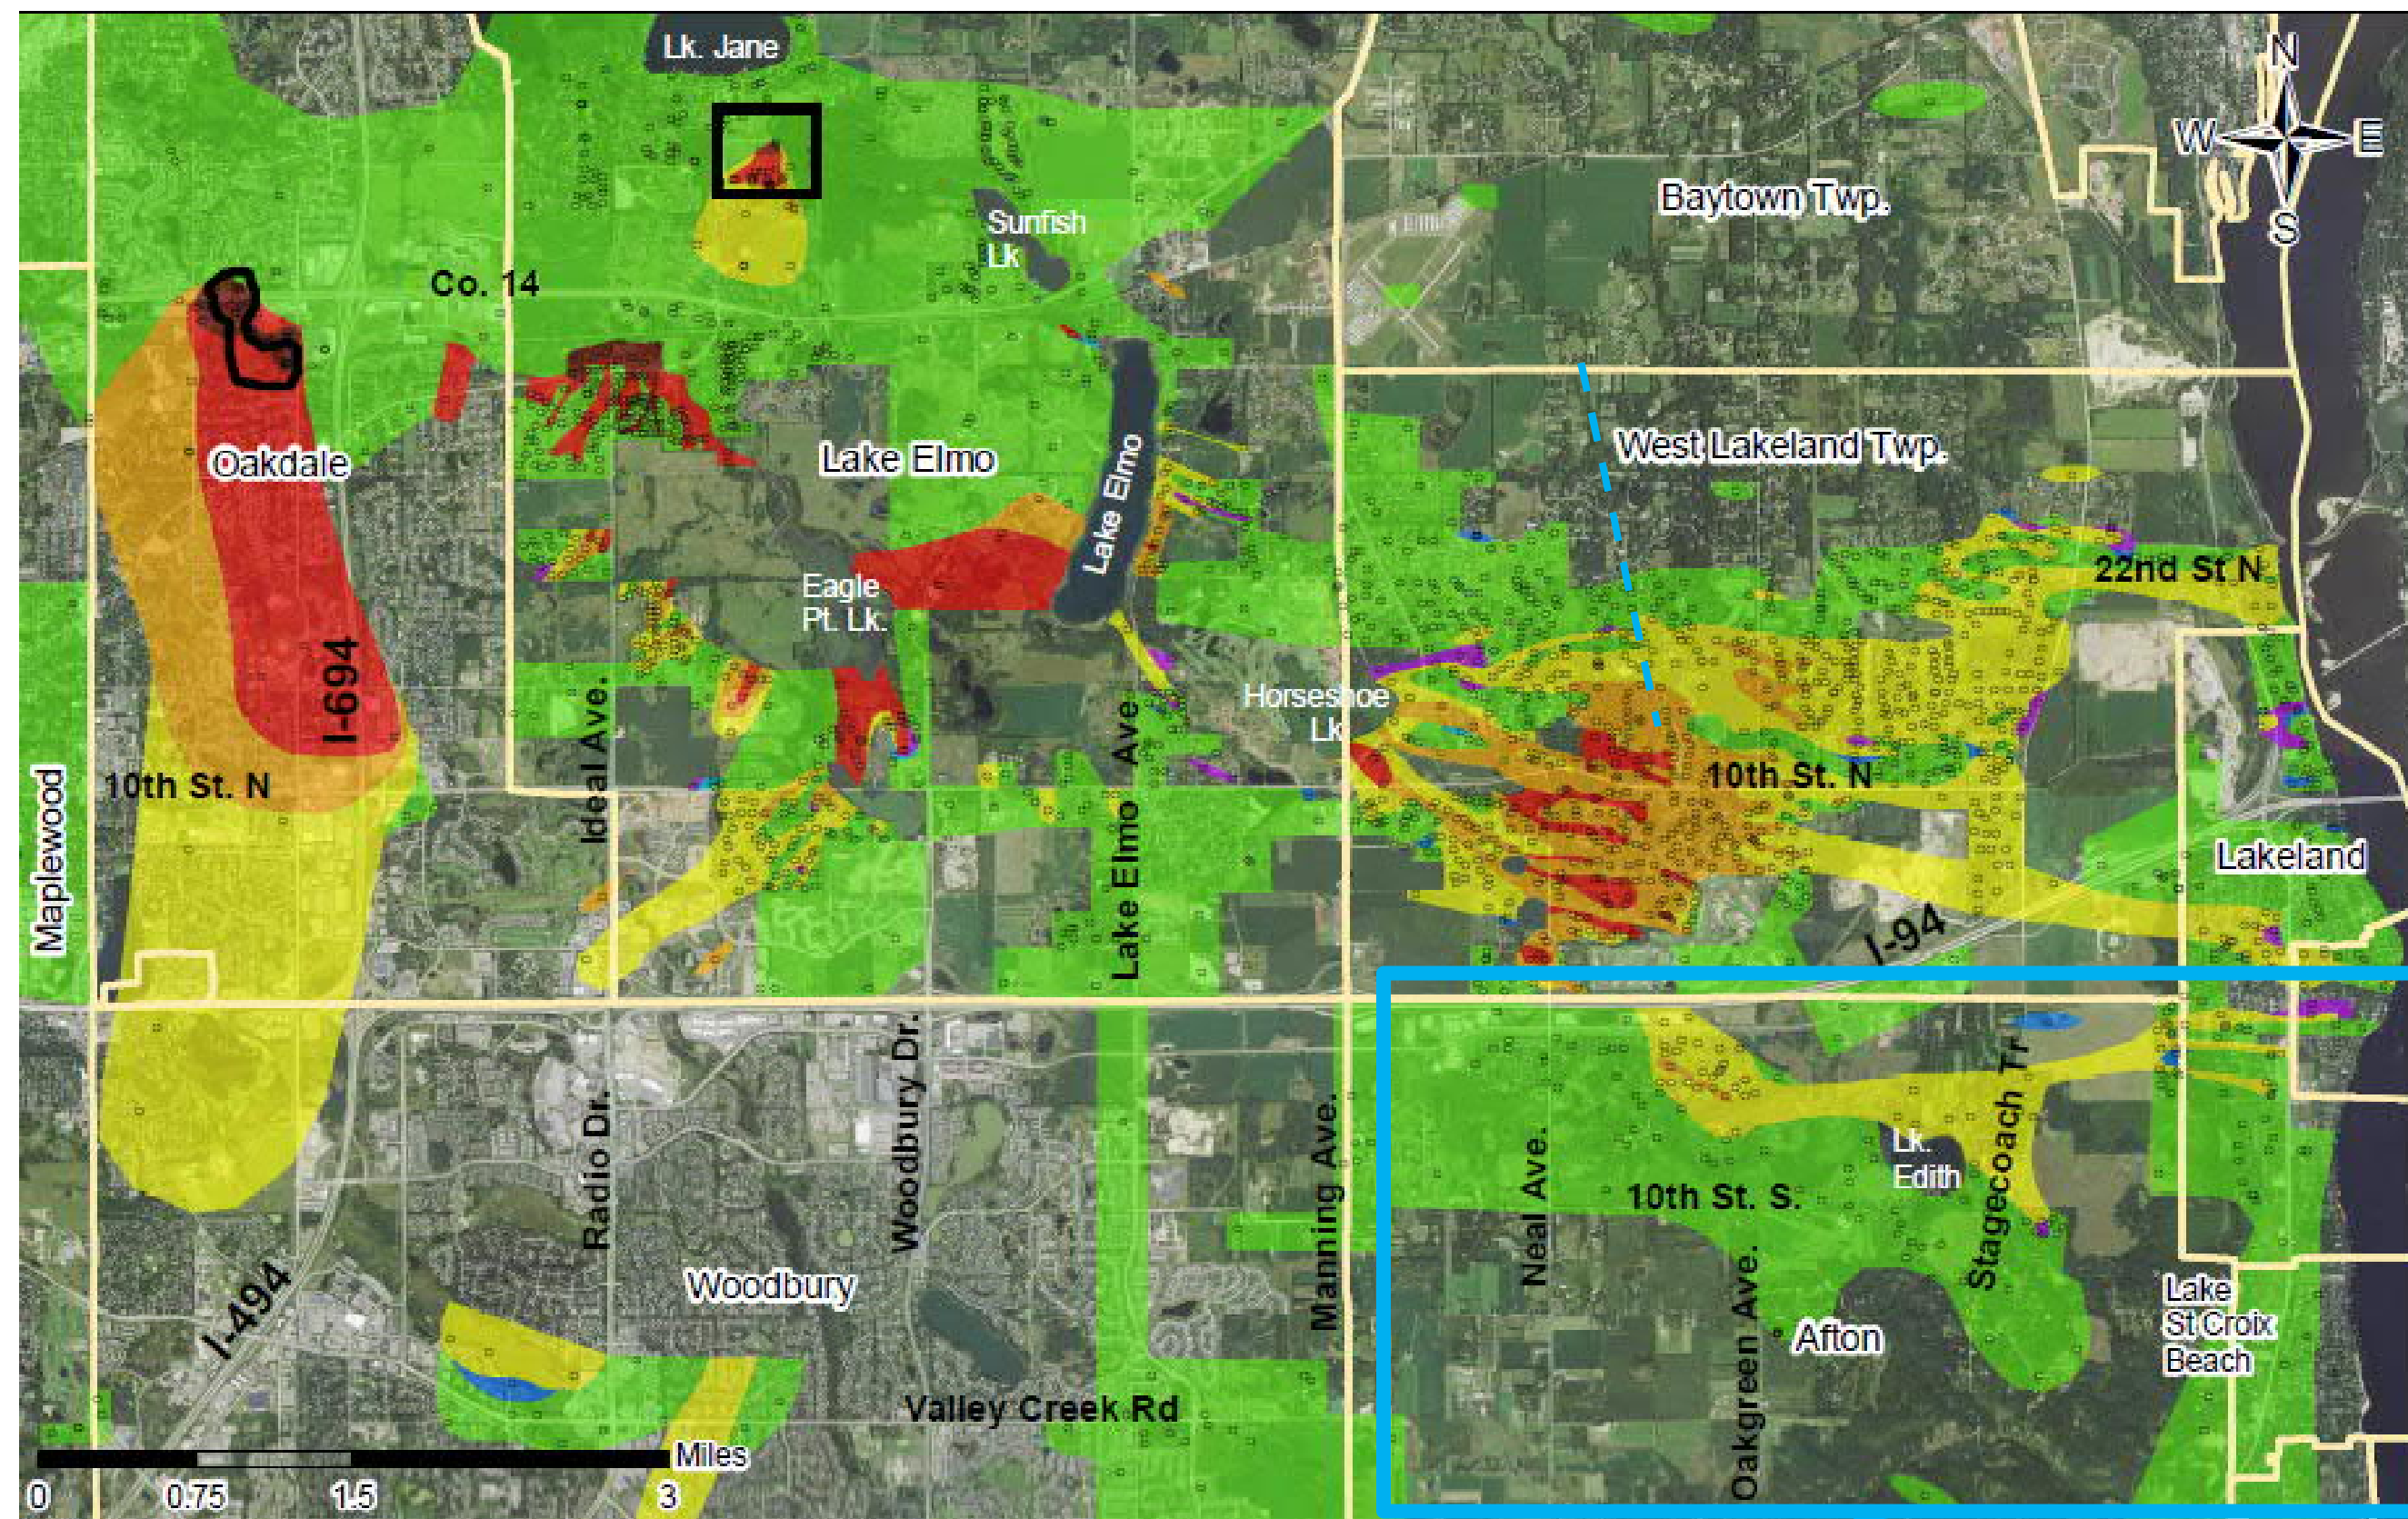 Lk. Jane
N
W
E
S
Baytown Twp.
Sunfish
Lk
Co. 14
Oakdale
Lake Elmo
Lake Elmo
West Lakeland Twp.
Eagle
Pt. Lk.
22nd St N
I-694
Horseshoe
Lk
Ideal Ave.
Lake Elmo Ave
10th St. N
10th St. N
Maplewood
Lakeland
I-94
Radio Dr.
Woodbury Dr.
Manning Ave.
Neal Ave.
Stagecoach Tr
Lk.
Edith
10th St. S.
Oakgreen Ave.
I-494
Woodbury
Afton
Lake
St Croix
Beach
Valley Creek Rd
Miles
0
0.75
1.5
3